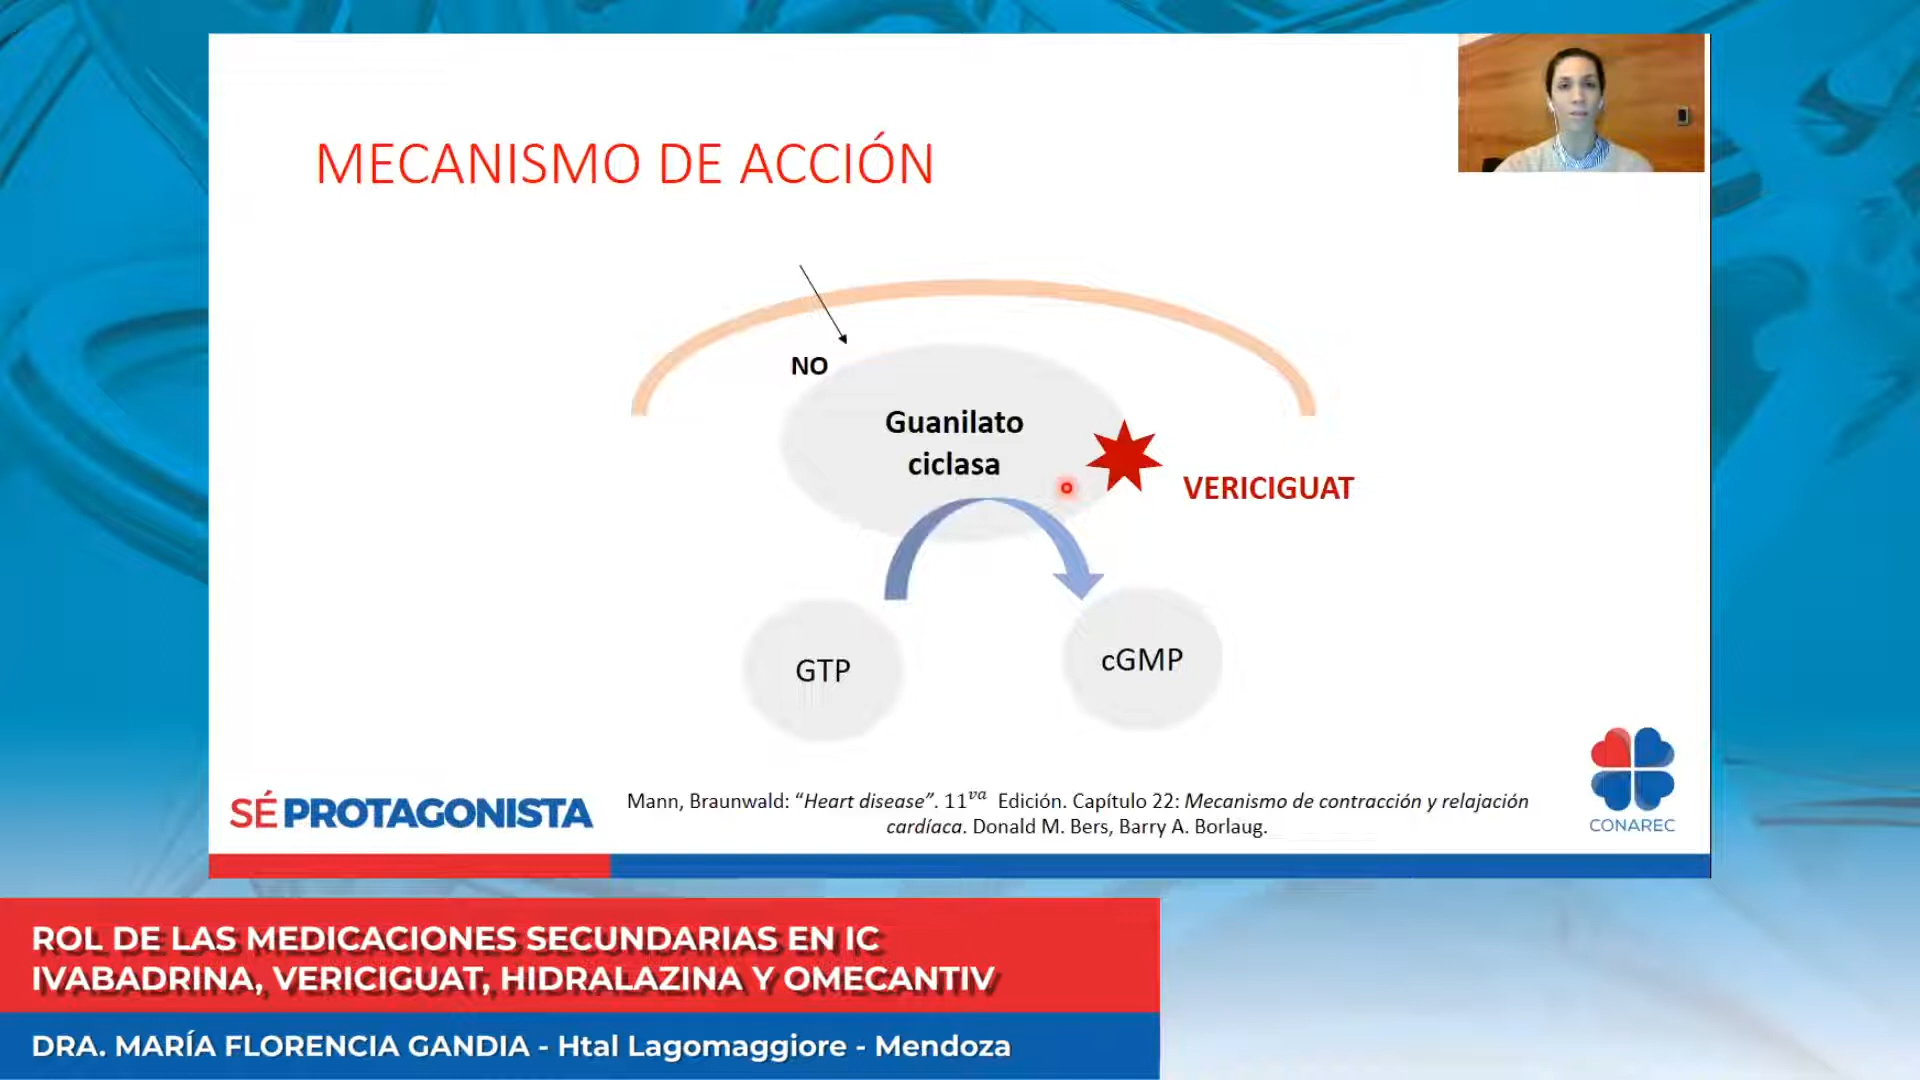 MECANISMO DE ACCIÓN
NO
Guanilato
ciclasa
VERICIGUAT
GTP
cGMP
SÉ PROTAGONISTA
Mann, Braunwald: “Heart disease”. 11va Edición. Capítulo 22: Mecanismo de contracción y relajación
cardíaca. Donald M. Bers, Barry A. Borlaug.
CONAREC
ROL DE LAS MEDICACIONES SECUNDARIAS EN IC
IVABADRINA, VERICIGUAT, HIDRALAZINA Y OMECANTIV
DRA. MARÍA FLORENCIA GANDIA - Htal Lagomaggiore - Mendoza